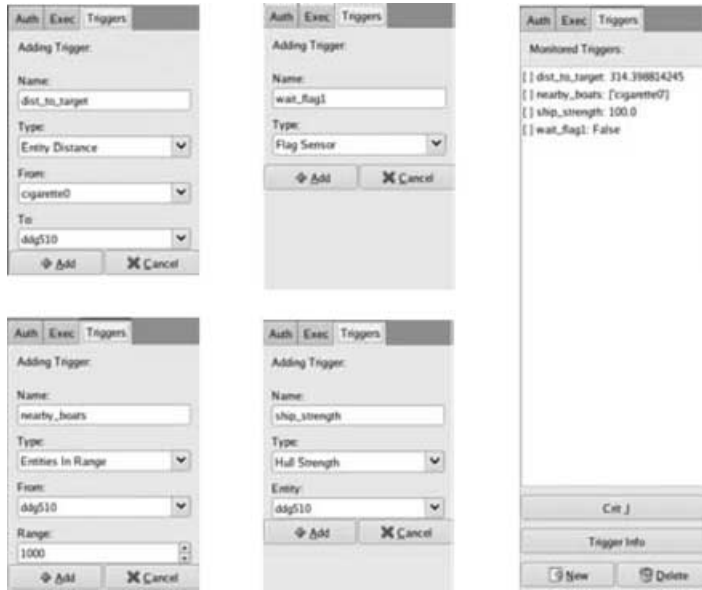 Auth Exec Triggers
Adding Trigger:
Name:
dist_to_target
Type:
Entity Distance
From:
cigarette0
To:
ddg510
Add Cancel
Auth Exec Triggers
Adding Trigger:
Name:
wait_flag1
Type:
Flag Sensor
Add Cancel
Auth Exec Triggers
Monitored Triggers:
[ ] dist_to_target: 314.398814245
[ ] nearby_boats: ['cigarette0']
[ ] ship_strength: 100.0
[ ] wait_flag1: False
Trigger Info
New Delete
Auth Exec Triggers
Adding Trigger:
Name:
nearby_boats
Type:
Entities In Range
From:
ddg510
Range:
1000
Add Cancel
Auth Exec Triggers
Adding Trigger:
Name:
ship_strength
Type:
Hull Strength
Entity:
ddg510
Add Cancel